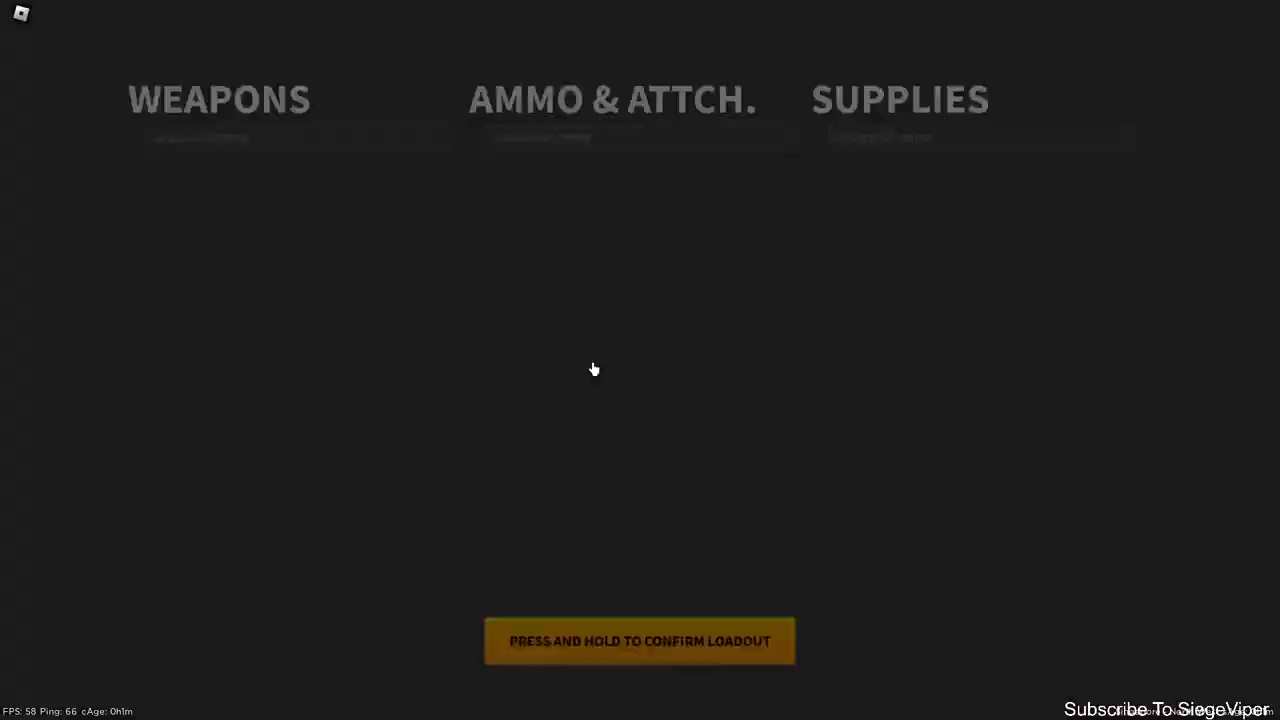 WEAPONS
AMMO & ATTCH.
SUPPLIES
PRESS AND HOLD TO CONFIRM LOADOUT
FPS: 58 Ping: 66 cAge: 0h1m
Subscribe To SiegeViper